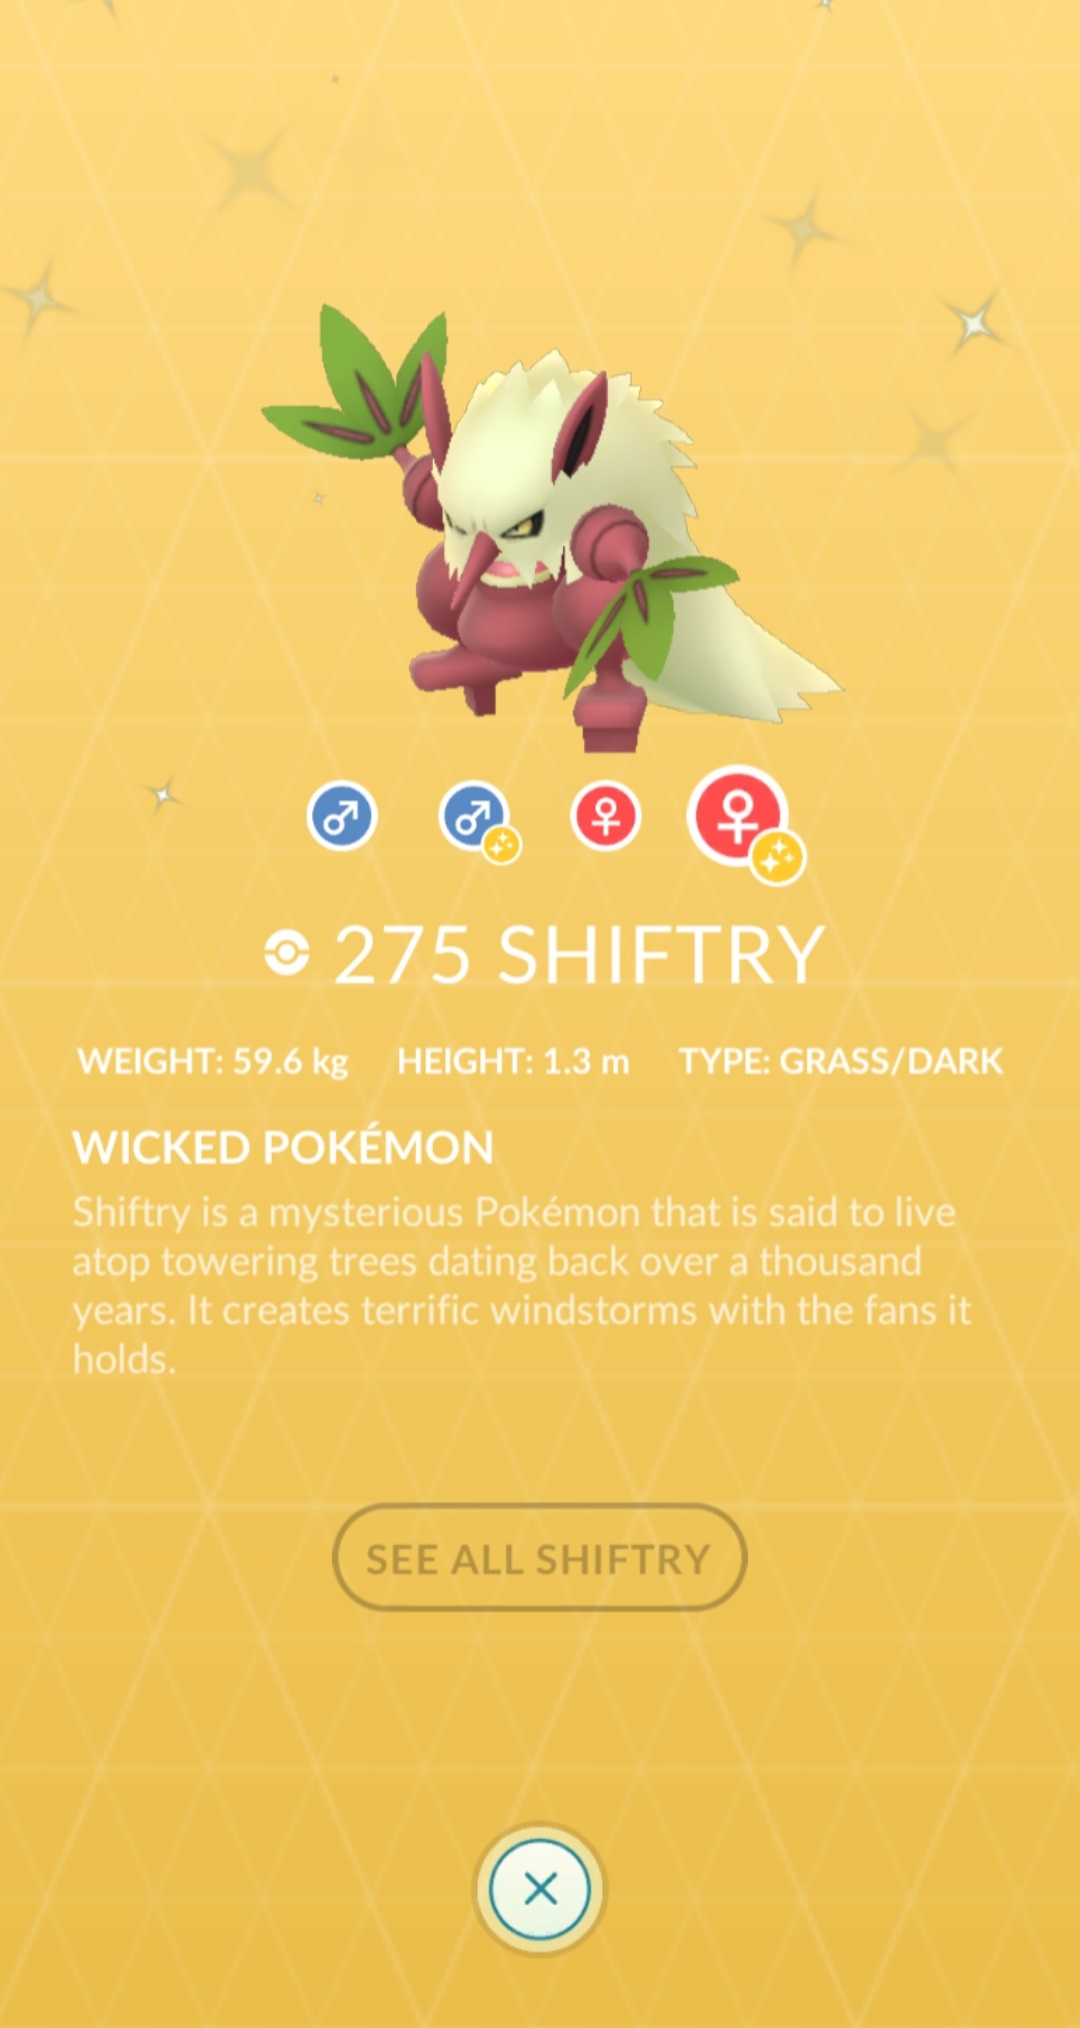 275 SHIFTRY
WEIGHT: 59.6 kg HEIGHT: 1.3 m TYPE: GRASS/DARK
WICKED POKÉMON
Shiftry is a mysterious Pokémon that is said to live
atop towering trees dating back over a thousand
years. It creates terrific windstorms with the fans it
holds.
SEE ALL SHIFTRY